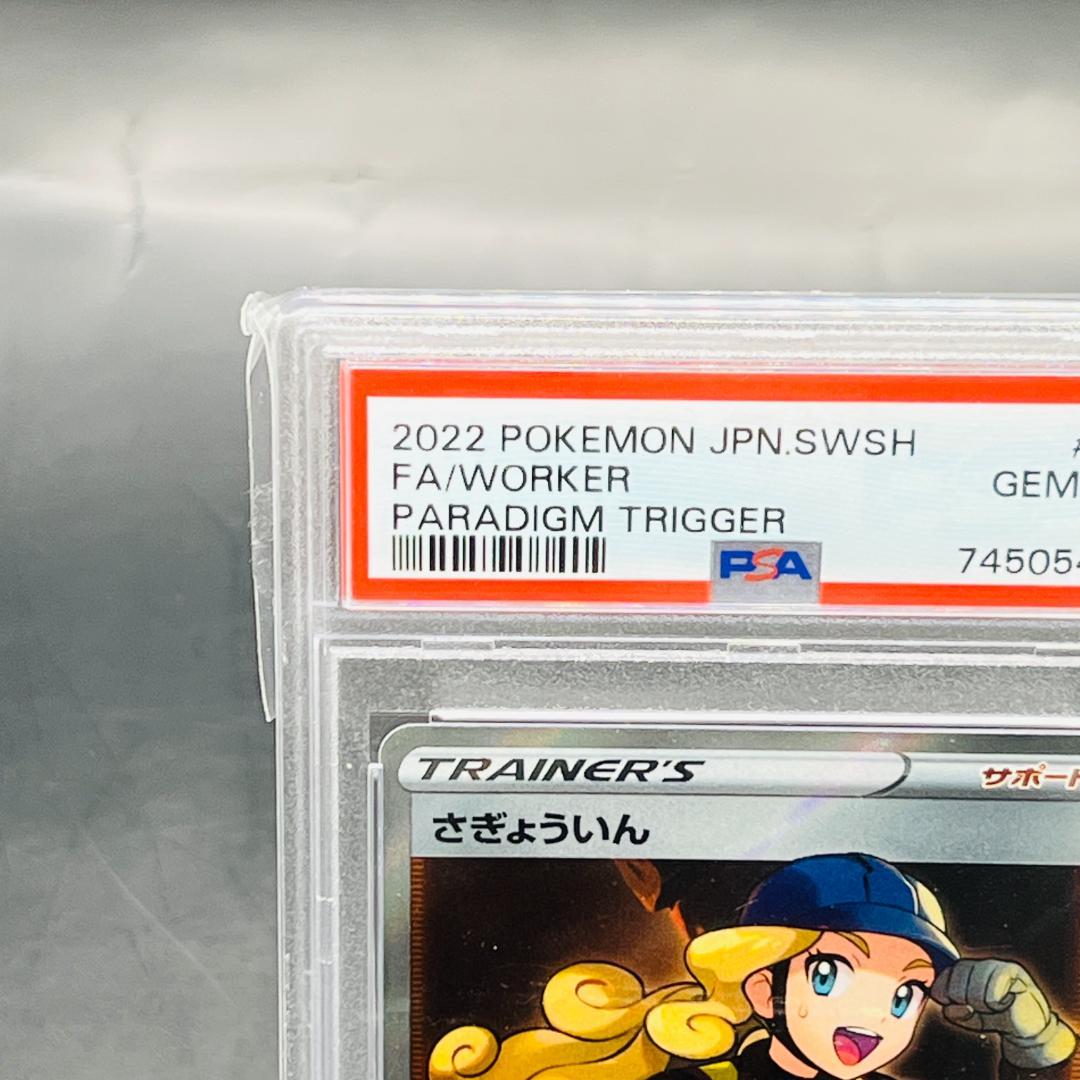 2022 POKEMON JPN.SWSH #
FA/WORKER GEM
PARADIGM TRIGGER
PSA 74505
TRAINER'S サポート
さぎょういん